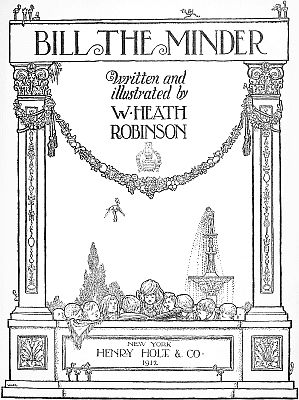 BILL THE MINDER
written and
illustrated by
W. HEATH
ROBINSON
NEW YORK
HENRY HOLT & CO.
1912.